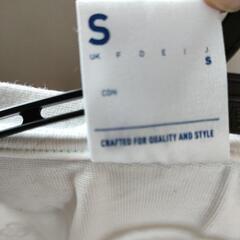 S
UK F D E I J
S
CDN
CRAFTED FOR QUALITY AND STYLE